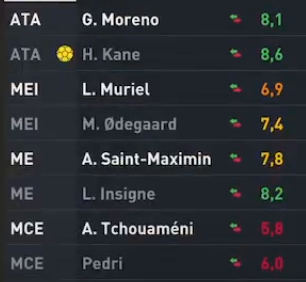 ATA G. Moreno 8,1
ATA H. Kane 8,6
MEI L. Muriel 6,9
MEI M. Ødegaard 7,4
ME A. Saint-Maximin 7,8
ME L. Insigne 8,2
MCE A. Tchouaméni 5,8
MCE Pedri 6,0